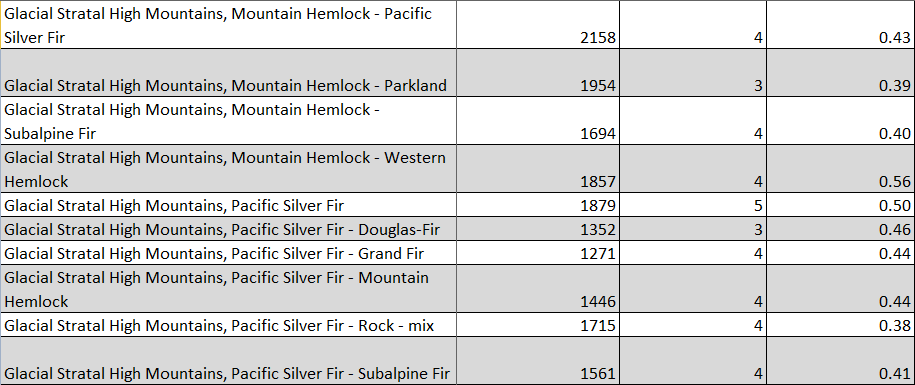 Glacial Stratal High Mountains, Mountain Hemlock - Pacific
Silver Fir 2158 4 0.43
Glacial Stratal High Mountains, Mountain Hemlock - Parkland 1954 3 0.39
Glacial Stratal High Mountains, Mountain Hemlock -
Subalpine Fir 1694 4 0.40
Glacial Stratal High Mountains, Mountain Hemlock - Western
Hemlock 1857 4 0.56
Glacial Stratal High Mountains, Pacific Silver Fir 1879 5 0.50
Glacial Stratal High Mountains, Pacific Silver Fir - Douglas-Fir 1352 3 0.46
Glacial Stratal High Mountains, Pacific Silver Fir - Grand Fir 1271 4 0.44
Glacial Stratal High Mountains, Pacific Silver Fir - Mountain
Hemlock 1446 4 0.44
Glacial Stratal High Mountains, Pacific Silver Fir - Rock - mix 1715 4 0.38
Glacial Stratal High Mountains, Pacific Silver Fir - Subalpine Fir 1561 4 0.41